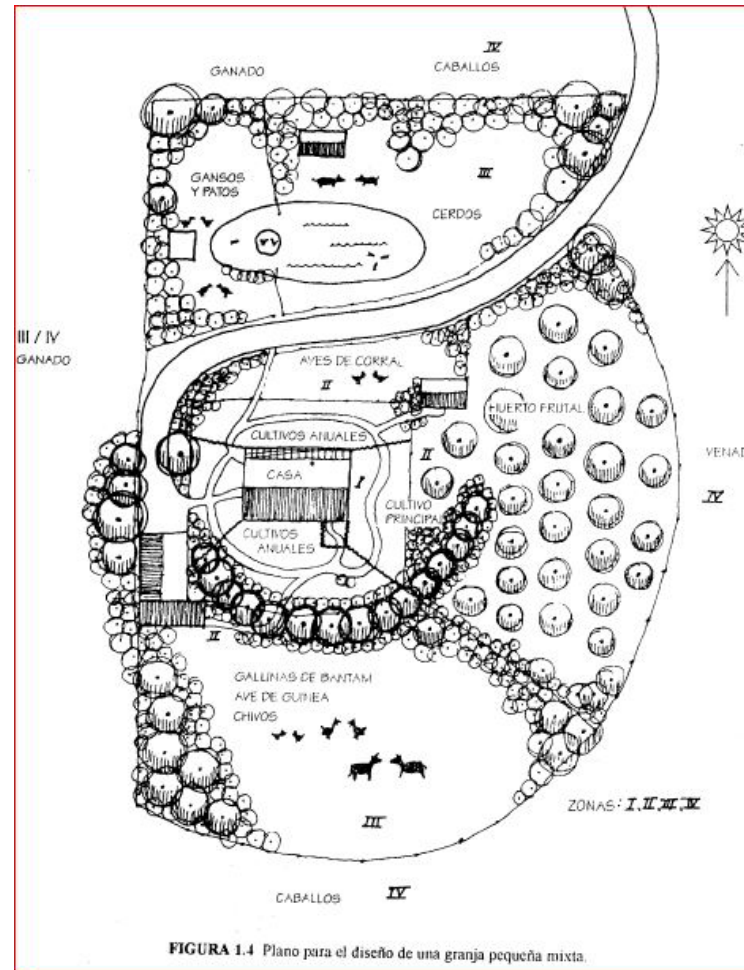 IV
GANADO
CABALLOS
GANSOS
Y PATOS
III
CERDOS
III / IV
GANADO
AVES DE CORRAL
II
HUERTO FRUTAL
CULTIVOS ANUALES
II
CASA
I
VENAD
IV
CULTIVO
PRINCIPAL
CULTIVOS
ANUALES
II
GALLINAS DE BANTAM
AVE DE GUINEA
CHIVOS
ZONAS: I, II, III, IV
III
CABALLOS IV
FIGURA 1.4 Plano para el diseño de una granja pequeña mixta.